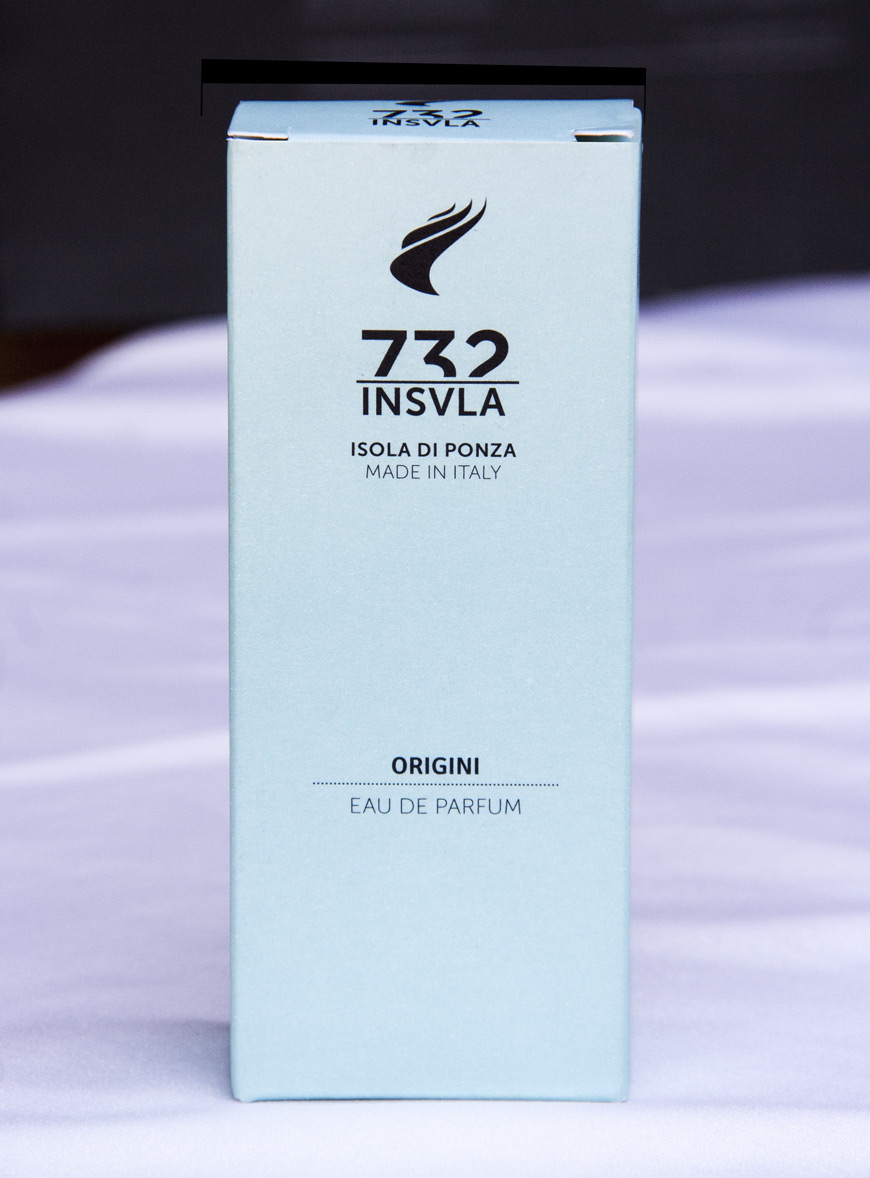 732
INSVLA
732
INSVLA
ISOLA DI PONZA
MADE IN ITALY
ORIGINI
EAU DE PARFUM